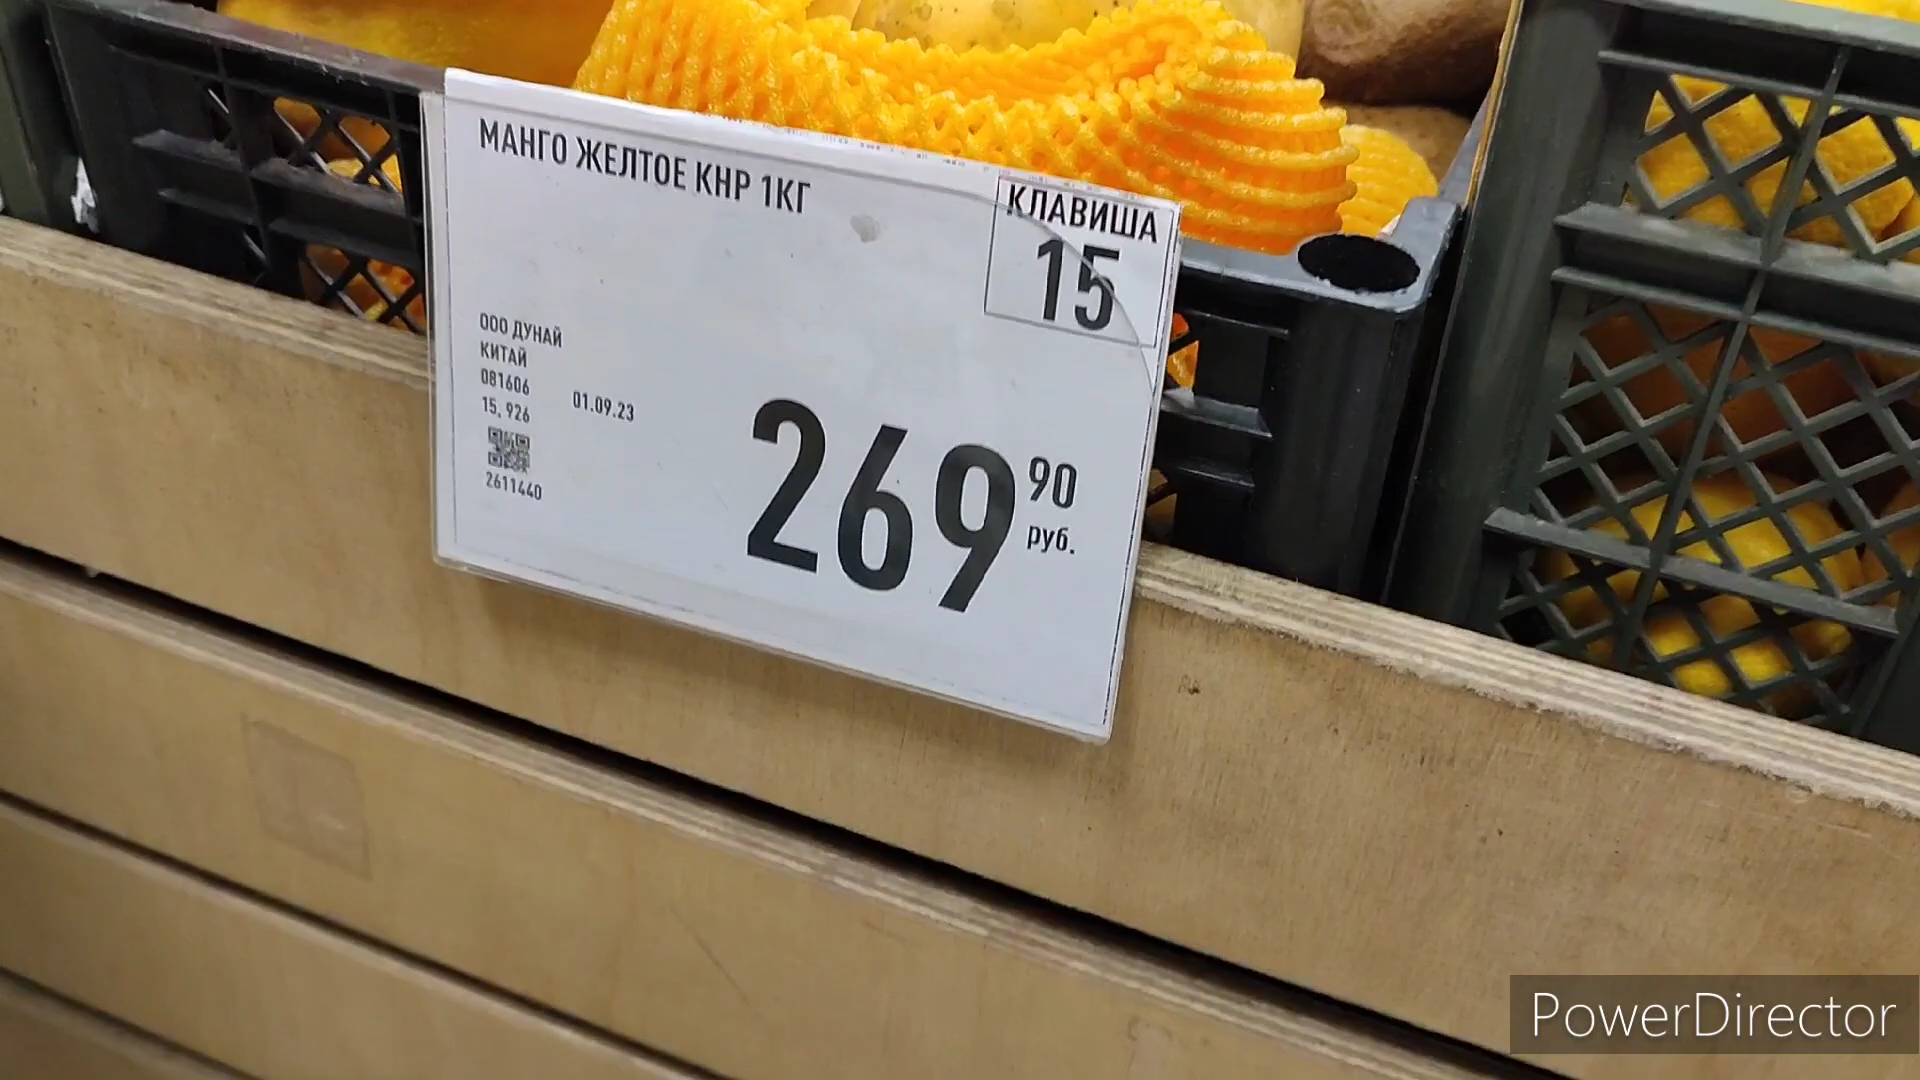 МАНГО ЖЕЛТОЕ КНР 1КГ
КЛАВИША
15
ООО ДУНАЙ
КИТАЙ
081606
15, 926
01.09.23
2611440
269 90
руб.
PowerDirector